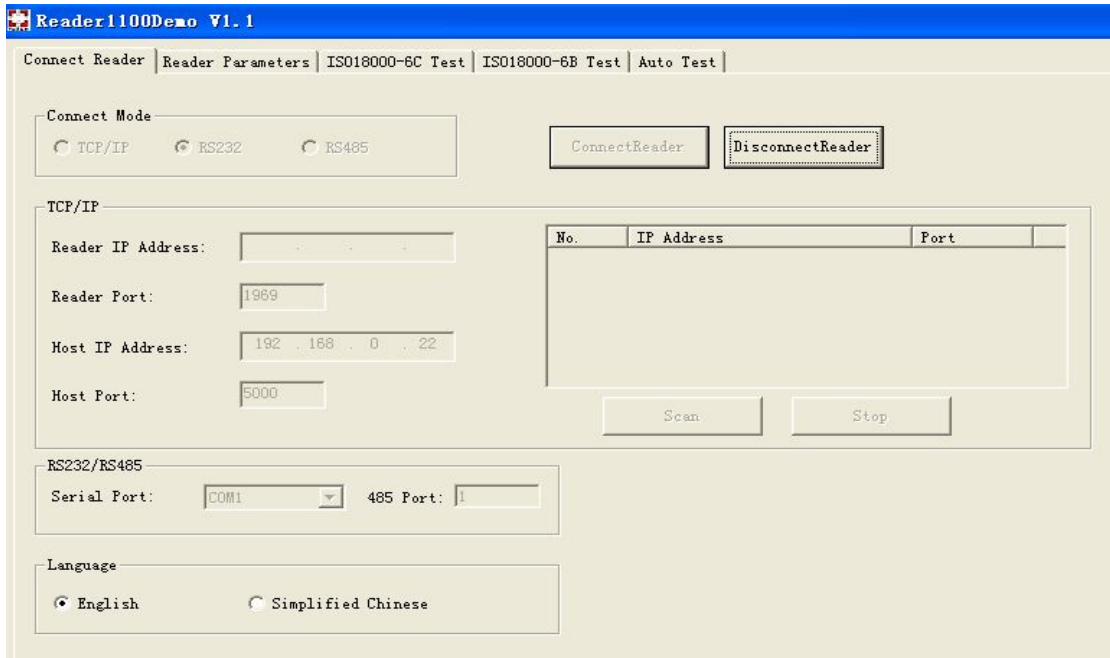 Reader1100Demo V1.1
Connect Reader Reader Parameters ISO18000-6C Test ISO18000-6B Test Auto Test
Connect Mode
TCP/IP RS232 RS485
ConnectReader DisconnectReader
TCP/IP
Reader IP Address: . . .
No. IP Address Port
Reader Port: 1969
Host IP Address: 192 . 168 . 0 . 22
Host Port: 5000
Scan Stop
RS232/RS485
Serial Port: COM1 485 Port: 1
Language
English Simplified Chinese